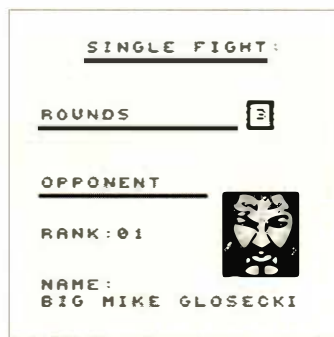 SINGLE FIGHT:
ROUNDS 3
OPPONENT
RANK:01
NAME:
BIG MIKE GLOSECKI